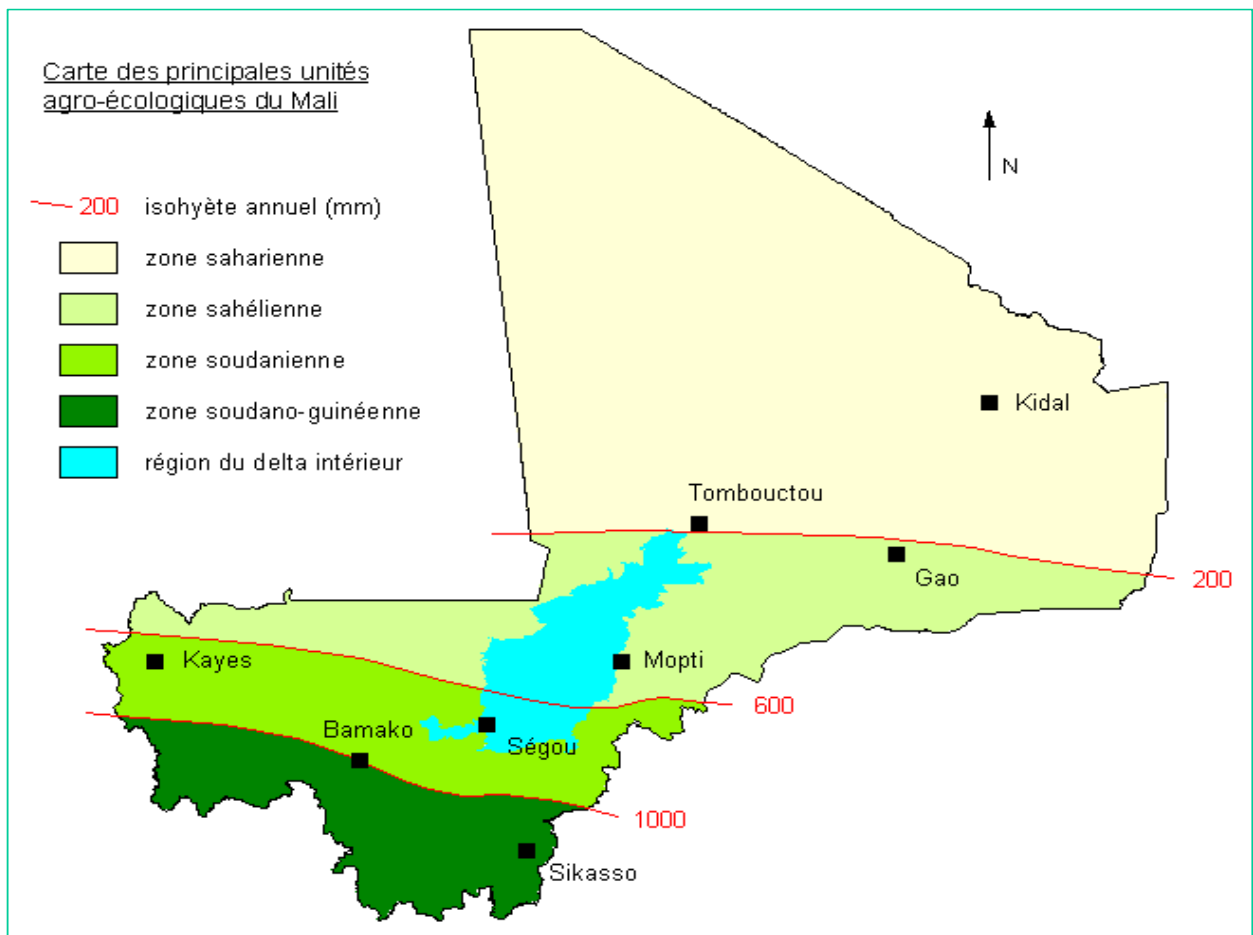 Carte des principales unités
agro-écologiques du Mali
N
200 isohyète annuel (mm)
zone saharienne
zone sahélienne
zone soudanienne
zone soudano-guinéenne
région du delta intérieur
Kidal
Tombouctou
Gao
200
Kayes
Mopti
600
Bamako
Ségou
1000
Sikasso